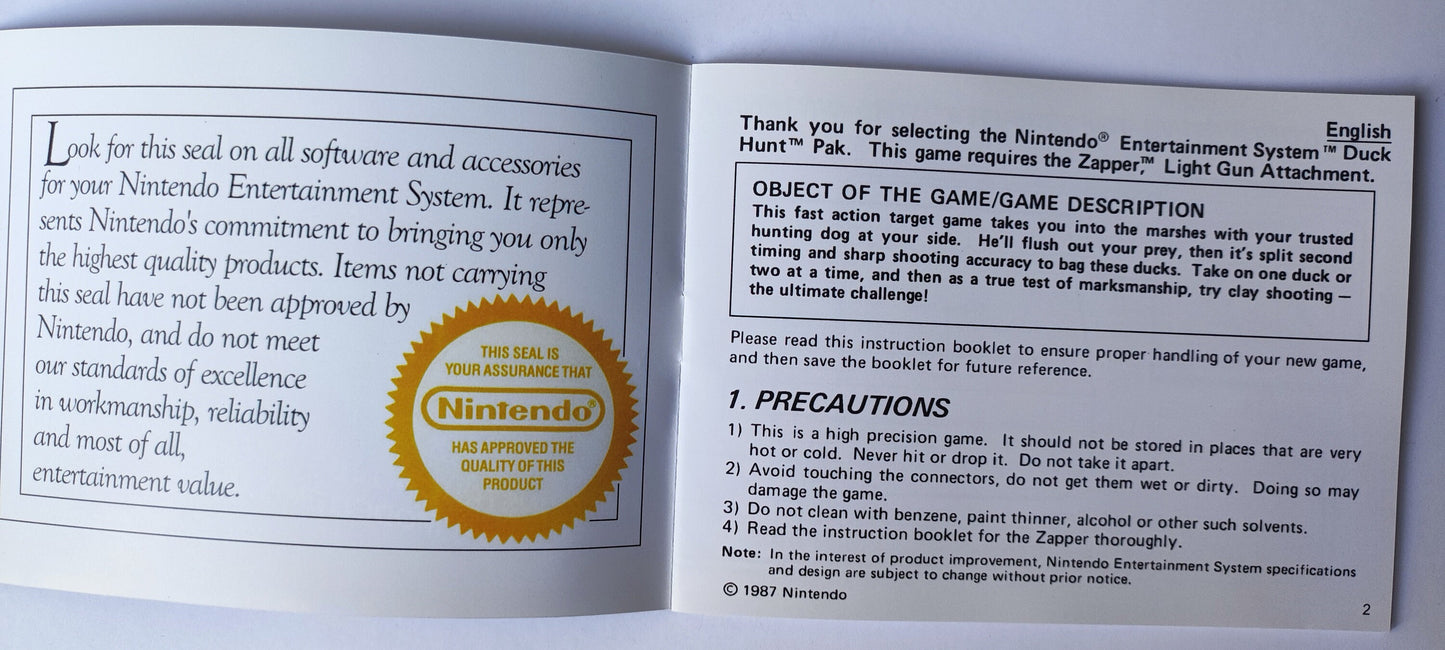 Look for this seal on all software and accessories
for your Nintendo Entertainment System. It repre-
sents Nintendo's commitment to bringing you only
the highest quality products. Items not carrying
this seal have not been approved by
Nintendo, and do not meet
our standards of excellence
in workmanship, reliability
and most of all,
entertainment value.
THIS SEAL IS
YOUR ASSURANCE THAT
Nintendo®
HAS APPROVED THE
QUALITY OF THIS
PRODUCT
English
Thank you for selecting the Nintendo® Entertainment System™ Duck
Hunt™ Pak. This game requires the Zapper,™ Light Gun Attachment.
OBJECT OF THE GAME/GAME DESCRIPTION
This fast action target game takes you into the marshes with your trusted
hunting dog at your side. He'll flush out your prey, then it's split second
timing and sharp shooting accuracy to bag these ducks. Take on one duck or
two at a time, and then as a true test of marksmanship, try clay shooting —
the ultimate challenge!
Please read this instruction booklet to ensure proper handling of your new game,
and then save the booklet for future reference.
1. PRECAUTIONS
1) This is a high precision game. It should not be stored in places that are very
hot or cold. Never hit or drop it. Do not take it apart.
2) Avoid touching the connectors, do not get them wet or dirty. Doing so may
damage the game.
3) Do not clean with benzene, paint thinner, alcohol or other such solvents.
4) Read the instruction booklet for the Zapper thoroughly.
Note: In the interest of product improvement, Nintendo Entertainment System specifications
and design are subject to change without prior notice.
© 1987 Nintendo
2